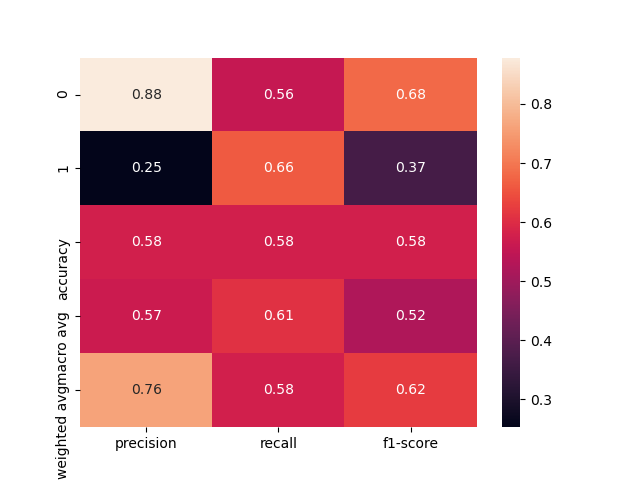 0
0.88 0.56 0.68
1
0.25 0.66 0.37
accuracy
0.58 0.58 0.58
macro avg
0.57 0.61 0.52
weighted avg
0.76 0.58 0.62
precision recall f1-score
0.8
0.7
0.6
0.5
0.4
0.3